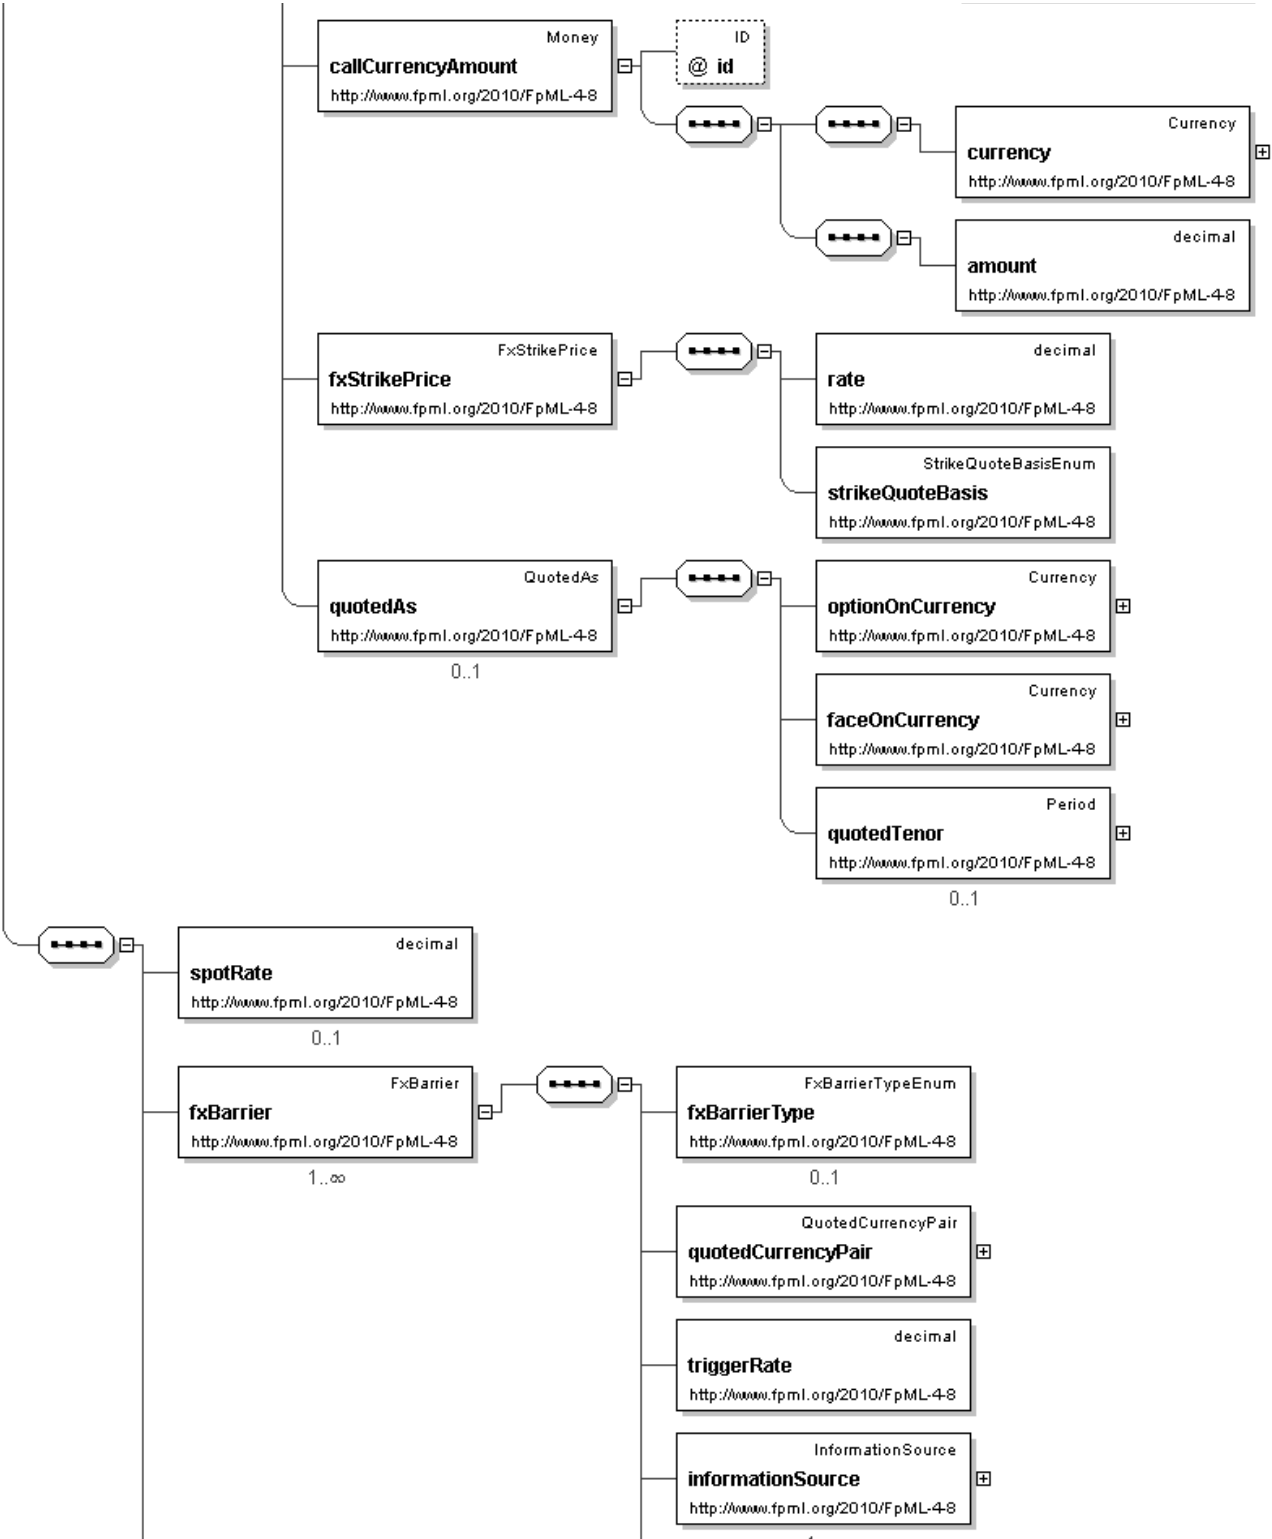 Money
callCurrencyAmount
http://www.fpml.org/2010/FpML-4-8
ID
@ id
Currency
currency
http://www.fpml.org/2010/FpML-4-8
decimal
amount
http://www.fpml.org/2010/FpML-4-8
FxStrikePrice
fxStrikePrice
http://www.fpml.org/2010/FpML-4-8
decimal
rate
http://www.fpml.org/2010/FpML-4-8
StrikeQuoteBasisEnum
strikeQuoteBasis
http://www.fpml.org/2010/FpML-4-8
QuotedAs
quotedAs
http://www.fpml.org/2010/FpML-4-8
0..1
Currency
optionOnCurrency
http://www.fpml.org/2010/FpML-4-8
Currency
faceOnCurrency
http://www.fpml.org/2010/FpML-4-8
Period
quotedTenor
http://www.fpml.org/2010/FpML-4-8
0..1
decimal
spotRate
http://www.fpml.org/2010/FpML-4-8
0..1
FxBarrier
fxBarrier
http://www.fpml.org/2010/FpML-4-8
1..∞
FxBarrierTypeEnum
fxBarrierType
http://www.fpml.org/2010/FpML-4-8
0..1
QuotedCurrencyPair
quotedCurrencyPair
http://www.fpml.org/2010/FpML-4-8
decimal
triggerRate
http://www.fpml.org/2010/FpML-4-8
InformationSource
informationSource
http://www.fpml.org/2010/FpML-4-8